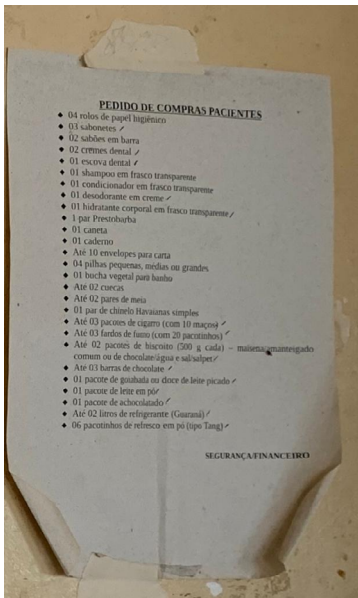 PEDIDO DE COMPRAS PACIENTES
◆ 04 rolos de papel higiênico
◆ 03 sabonetes ✓
◆ 02 sabões em barra
◆ 02 cremes dental ✓
◆ 01 escova dental ✓
◆ 01 shampoo em frasco transparente
◆ 01 condicionador em frasco transparente
◆ 01 desodorante em creme ✓
◆ 01 hidratante corporal em frasco transparente ✓
◆ 1 par Prestobarba
◆ 01 caneta
◆ 01 caderno
◆ Até 10 envelopes para carta
◆ 04 pilhas pequenas, médias ou grandes
◆ 01 bucha vegetal para banho
◆ Até 02 cuecas
◆ Até 02 pares de meia
◆ 01 par de chinelo Havaianas simples
◆ Até 03 pacotes de cigarro (com 10 maços) ✓
◆ Até 03 fardos de fumo (com 20 pacotinhos) ✓
◆ Até 02 pacotes de biscoito (500 g cada) – maisena/amanteigado
comum ou de chocolate/água e sal/salpet ✓
◆ Até 03 barras de chocolate ✓
◆ 01 pacote de goiabada ou doce de leite picado ✓
◆ 01 pacote de leite em pó ✓
◆ 01 pacote de achocolatado ✓
◆ Até 02 litros de refrigerante (Guaraná) ✓
◆ 06 pacotinhos de refresco em pó (tipo Tang) ✓
SEGURANÇA/FINANCEIRO